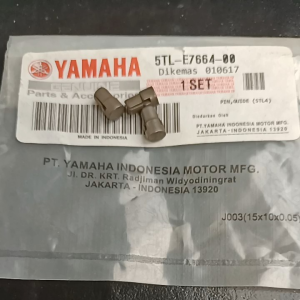 YAMAHA
GENUINE
Parts & Accessories
MADE IN INDONESIA
5TL-E7664-00
Dikemas 010617
1 SET
PIN,GUIDE (5TL#)
PT. YAMAHA INDONESIA MOTOR MFG.
JAKARTA - INDONESIA 13920
PT. YAMAHA INDONESIA MOTOR MFG.
JL. DR. KRT. Radjiman Widyodiningrat
JAKARTA - INDONESIA 13920
J003(15x10x0.05